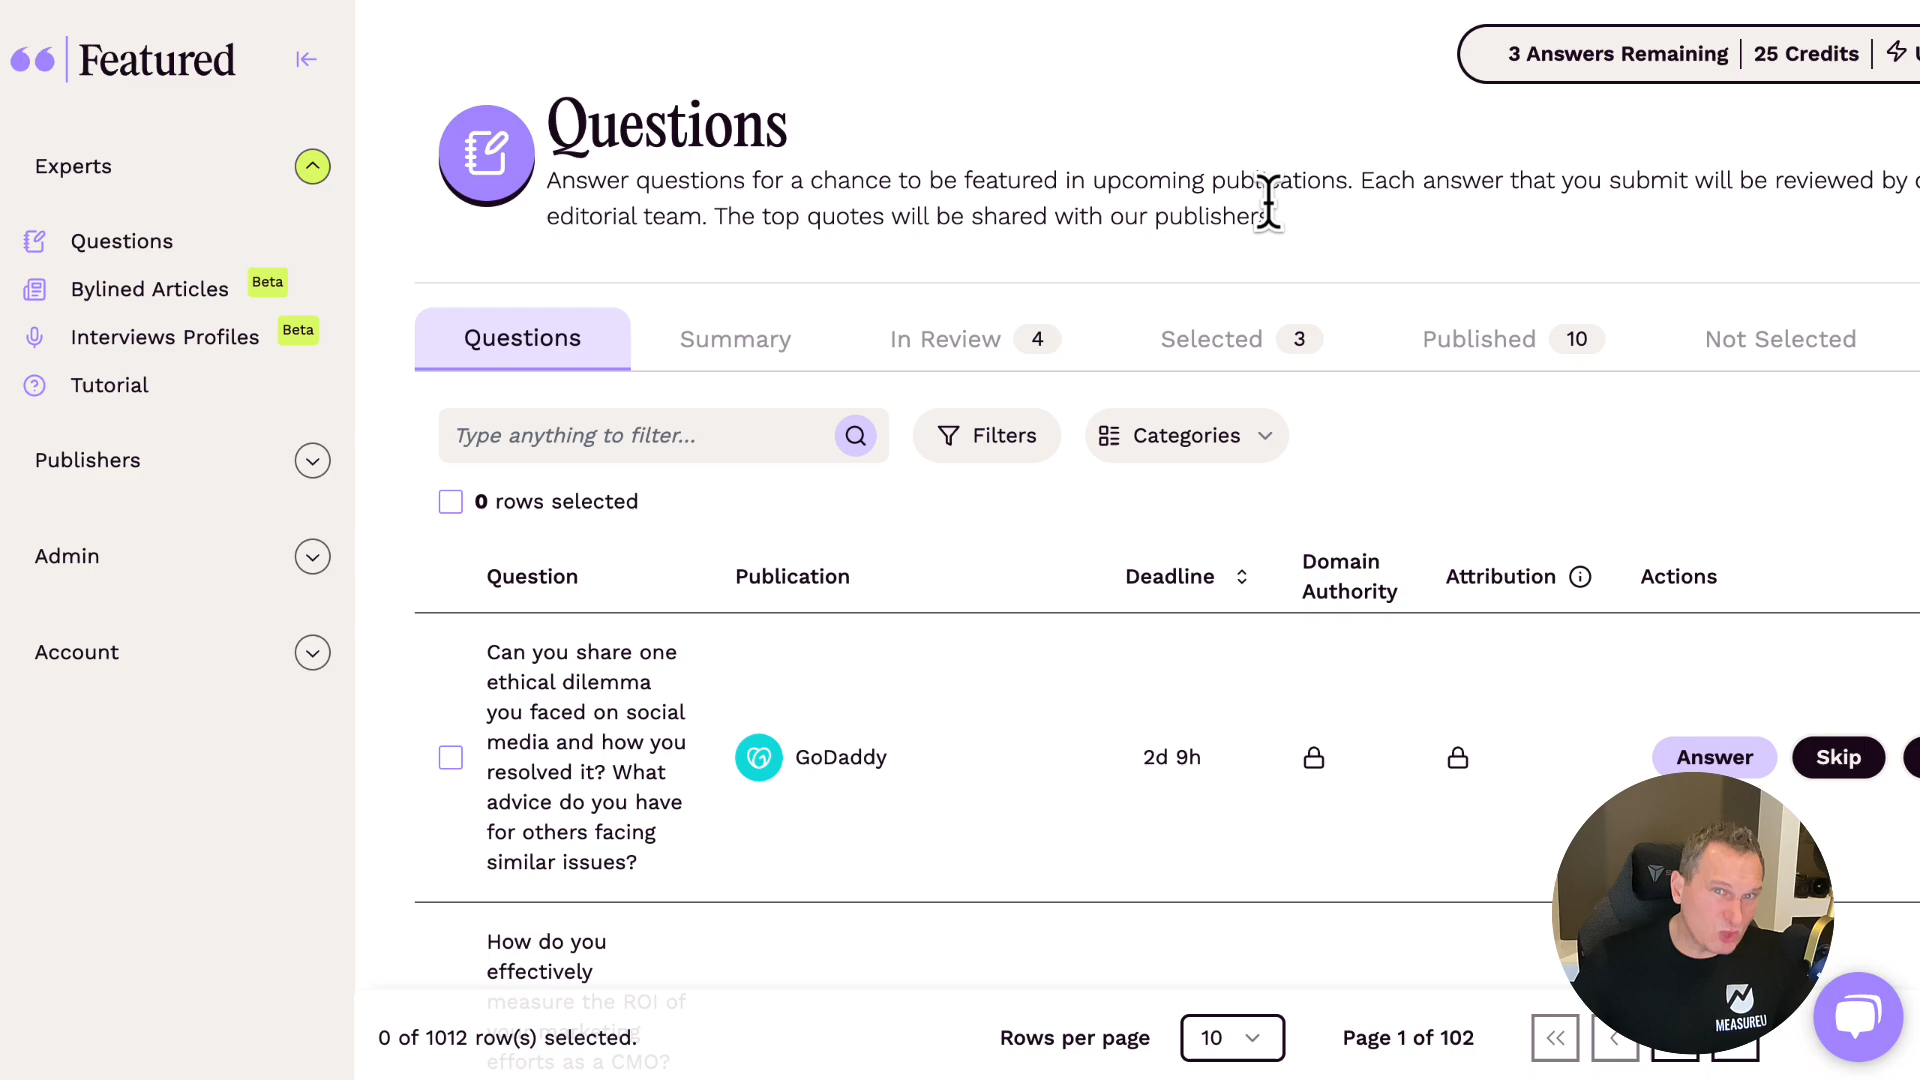 Featured
3 Answers Remaining
25 Credits
Questions
Answer questions for a chance to be featured in upcoming publications. Each answer that you submit will be reviewed by
editorial team. The top quotes will be shared with our publishers
Experts
Questions
Bylined Articles Beta
Interviews Profiles Beta
Tutorial
Publishers
Admin
Account
Questions
Summary
In Review 4
Selected 3
Published 10
Not Selected
Type anything to filter...
Filters
Categories
0 rows selected
Question
Publication
Deadline
Domain
Authority
Attribution
Actions
Can you share one
ethical dilemma
you faced on social
media and how you
resolved it? What
advice do you have
for others facing
similar issues?
GoDaddy
2d 9h
Answer
Skip
How do you
effectively
measure the ROI of
your marketing
efforts as a CMO?
0 of 1012 row(s) selected.
Rows per page
10
Page 1 of 102
MEASUREU